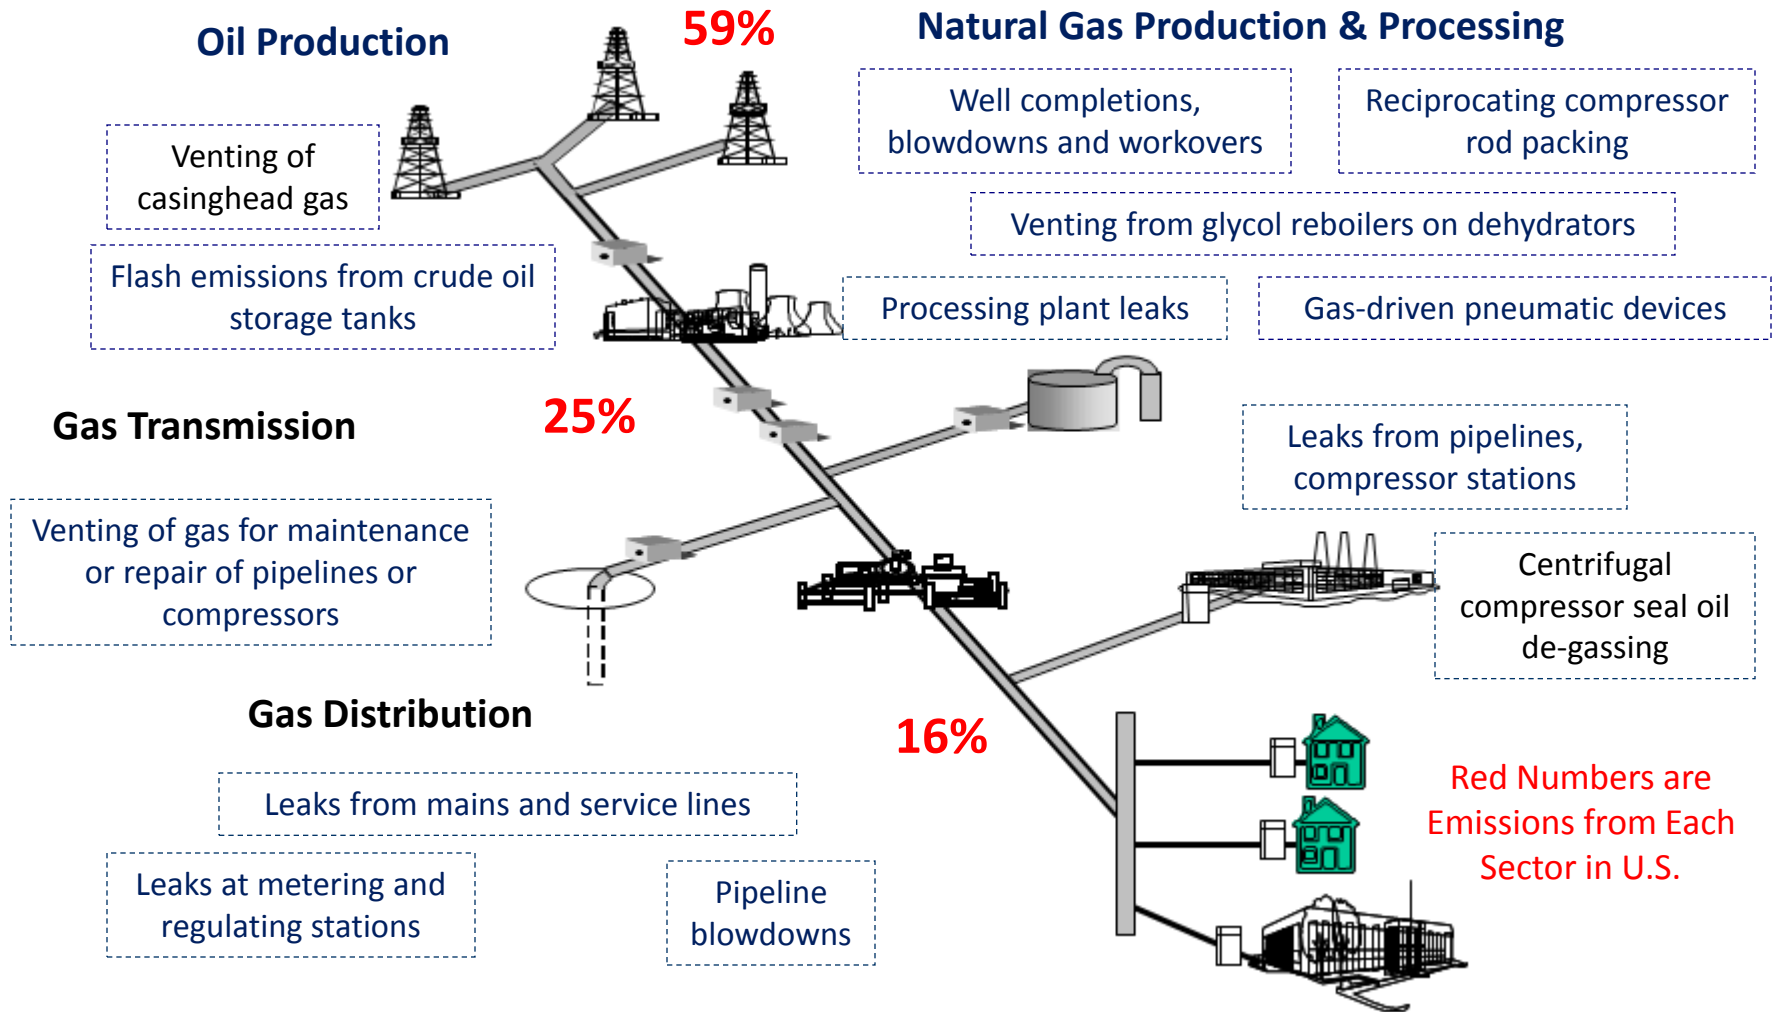 Oil Production
59%
Natural Gas Production & Processing
Venting of
casinghead gas
Flash emissions from crude oil
storage tanks
Well completions,
blowdowns and workovers
Reciprocating compressor
rod packing
Venting from glycol reboilers on dehydrators
Processing plant leaks
Gas-driven pneumatic devices
Gas Transmission
25%
Leaks from pipelines,
compressor stations
Venting of gas for maintenance
or repair of pipelines or
compressors
Centrifugal
compressor seal oil
de-gassing
Gas Distribution
16%
Leaks from mains and service lines
Leaks at metering and
regulating stations
Pipeline
blowdowns
Red Numbers are
Emissions from Each
Sector in U.S.